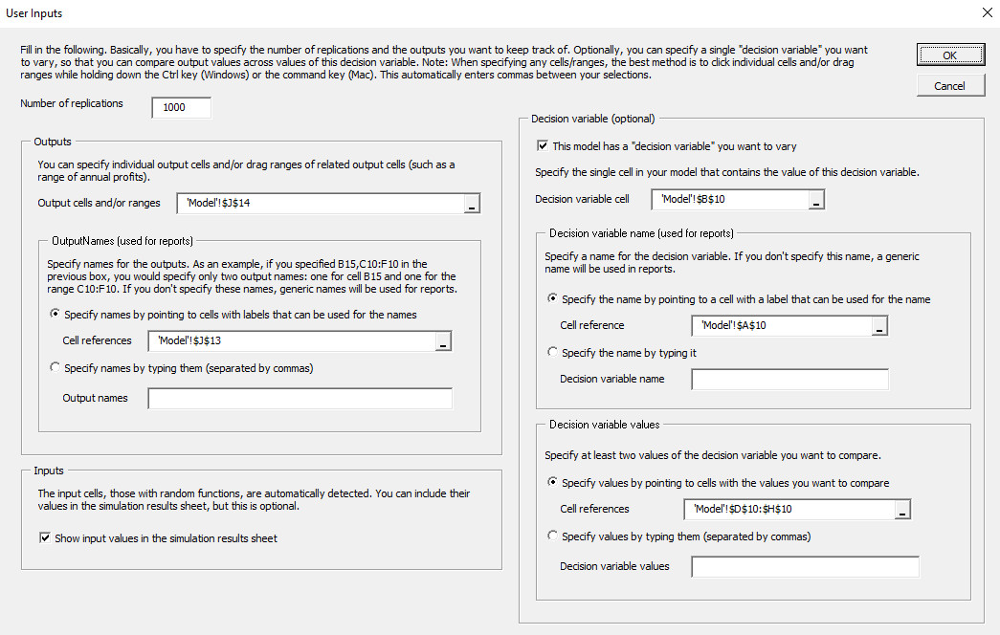 User Inputs
Fill in the following. Basically, you have to specify the number of replications and the outputs you want to keep track of. Optionally, you can specify a single "decision variable" you want
to vary, so that you can compare output values across values of this decision variable. Note: When specifying any cells/ranges, the best method is to click individual cells and/or drag
ranges while holding down the Ctrl key (Windows) or the command key (Mac). This automatically enters commas between your selections.
OK
Cancel
Number of replications 1000
Outputs
You can specify individual output cells and/or drag ranges of related output cells (such as a
range of annual profits).
Output cells and/or ranges 'Model'!$J$14
OutputNames (used for reports)
Specify names for the outputs. As an example, if you specified B15,C10:F10 in the
previous box, you would specify only two output names: one for cell B15 and one for the
range C10:F10. If you don't specify these names, generic names will be used for reports.
Specify names by pointing to cells with labels that can be used for the names
Cell references 'Model'!$J$13
Specify names by typing them (separated by commas)
Output names
Inputs
The input cells, those with random functions, are automatically detected. You can include their
values in the simulation results sheet, but this is optional.
Show input values in the simulation results sheet
Decision variable (optional)
This model has a "decision variable" you want to vary
Specify the single cell in your model that contains the value of this decision variable.
Decision variable cell 'Model'!$B$10
Decision variable name (used for reports)
Specify a name for the decision variable. If you don't specify this name, a generic
name will be used in reports.
Specify the name by pointing to a cell with a label that can be used for the name
Cell reference 'Model'!$A$10
Specify the name by typing it
Decision variable name
Decision variable values
Specify at least two values of the decision variable you want to compare.
Specify values by pointing to cells with the values you want to compare
Cell references 'Model'!$D$10:$H$10
Specify values by typing them (separated by commas)
Decision variable values